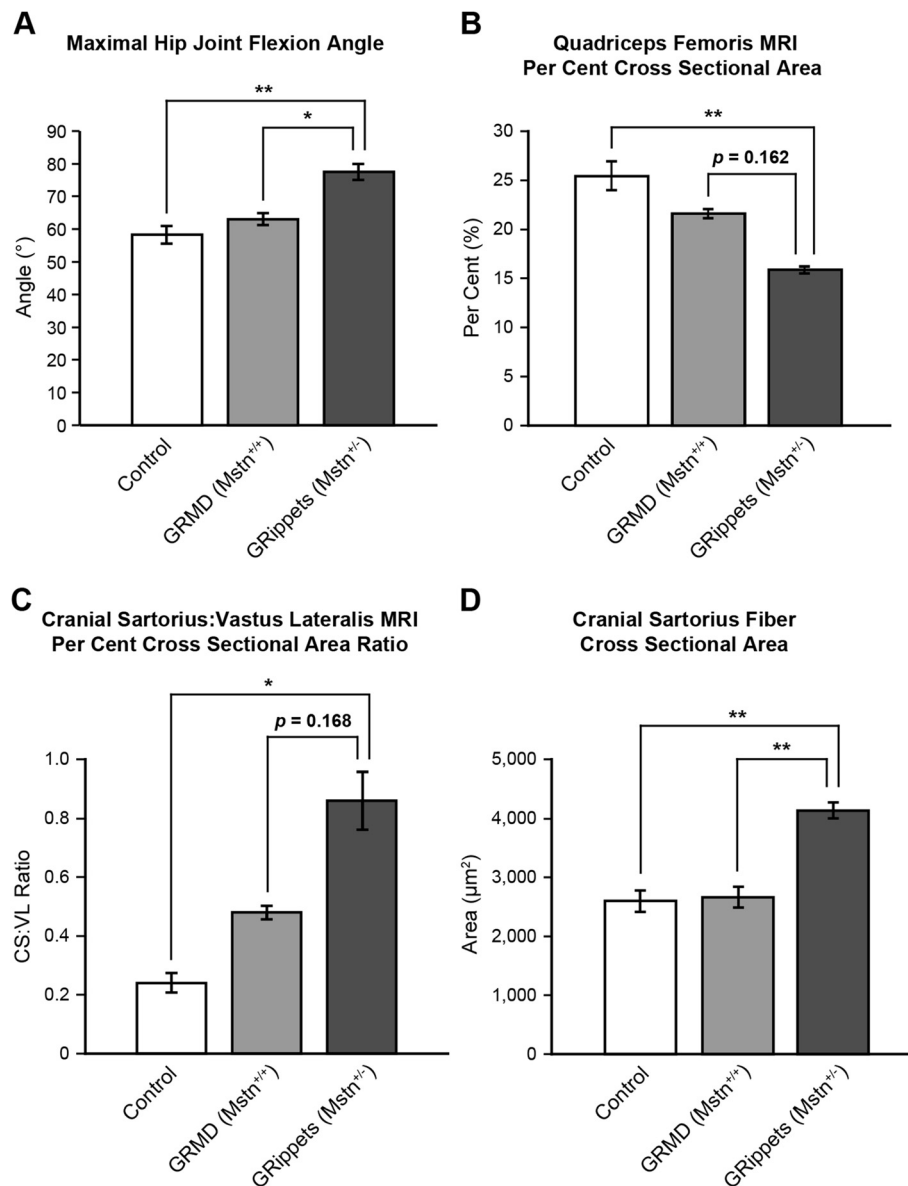 A
Maximal Hip Joint Flexion Angle
**
*
90
80
70
60
50
40
30
20
10
0
Angle (°)
Control
GRMD (Mstn+/+)
GRippets (Mstn+/-)
B
Quadriceps Femoris MRI
Per Cent Cross Sectional Area
**
p = 0.162
30
25
20
15
10
5
0
Per Cent (%)
Control
GRMD (Mstn+/+)
GRippets (Mstn+/-)
C
Cranial Sartorius:Vastus Lateralis MRI
Per Cent Cross Sectional Area Ratio
*
p = 0.168
1.0
0.8
0.6
0.4
0.2
0
CS:VL Ratio
Control
GRMD (Mstn+/+)
GRippets (Mstn+/-)
D
Cranial Sartorius Fiber
Cross Sectional Area
**
**
5,000
4,000
3,000
2,000
1,000
0
Area (µm²)
Control
GRMD (Mstn+/+)
GRippets (Mstn+/-)